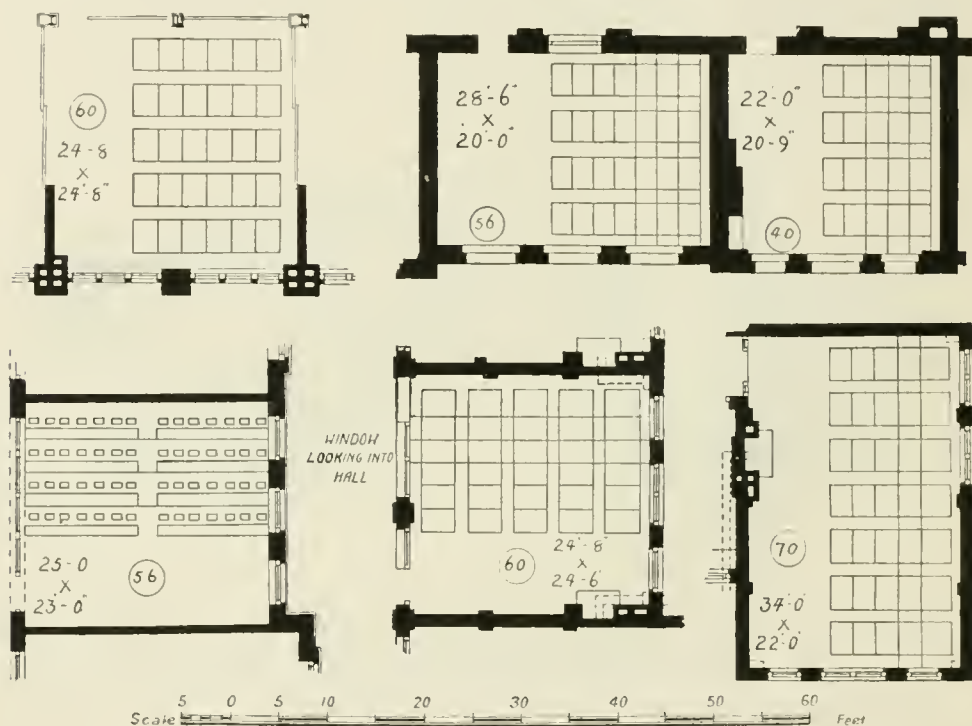 60
24-8
x
24'-8"
28'-6"
x
20'-0"
56
22'-0"
x
20'-9"
40
25-0
x
23'-0"
56
WINDOW
LOOKING INTO
HALL
24'-8"
x
24-6"
60
70
34'-0"
x
22'-0"
5 0 5 10 20 30 40 50 60
Scale Feet